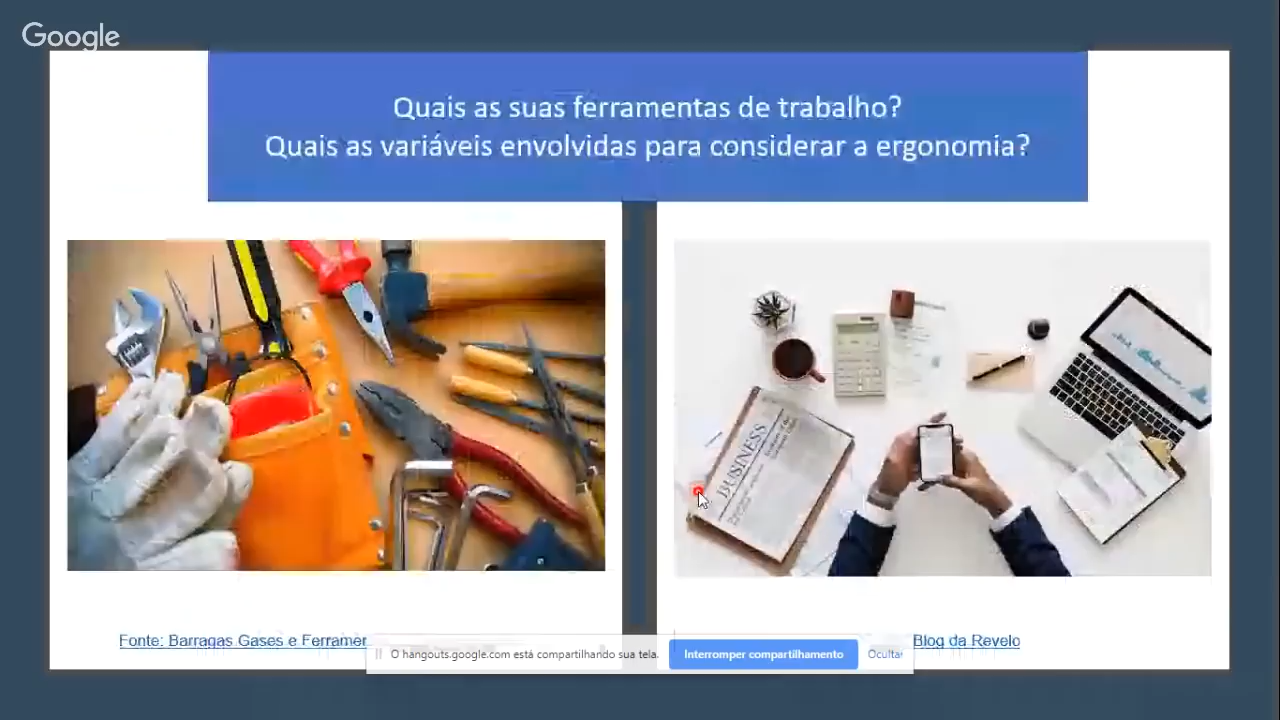 Google
Quais as suas ferramentas de trabalho?
Quais as variáveis envolvidas para considerar a ergonomia?
BUSINESS
Fonte: Barragas Gases e Ferramer
Blog da Revelo
O hangouts.google.com está compartilhando sua tela.
Interromper compartilhamento
Ocultar